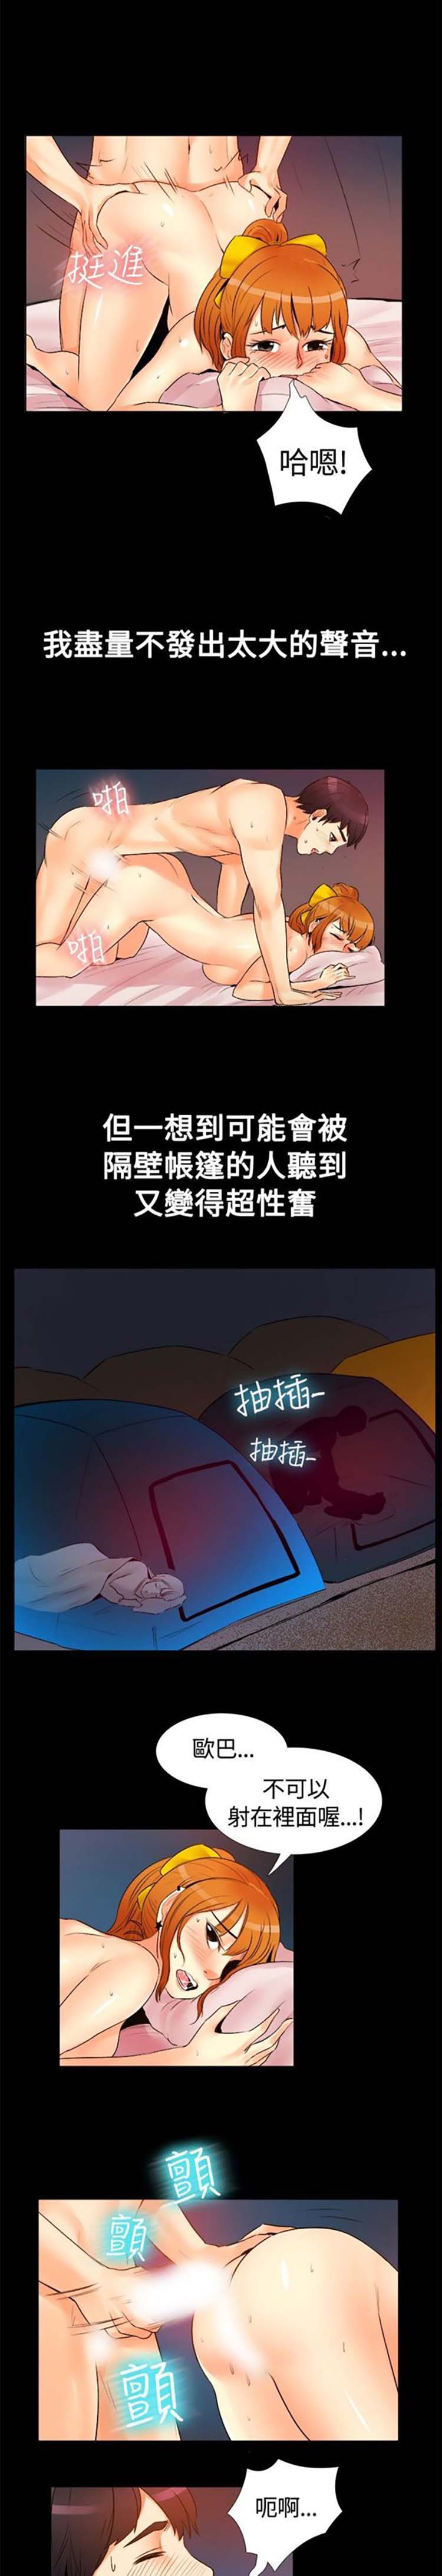 挺進
哈嗯!
我盡量不發出太大的聲音...
啪
啪
但一想到可能會被
隔壁帳篷的人聽到
又變得超性奮
抽插-
抽插-
歐巴...
不可以
射在裡面喔...!
顫
顫
顫
呃啊...